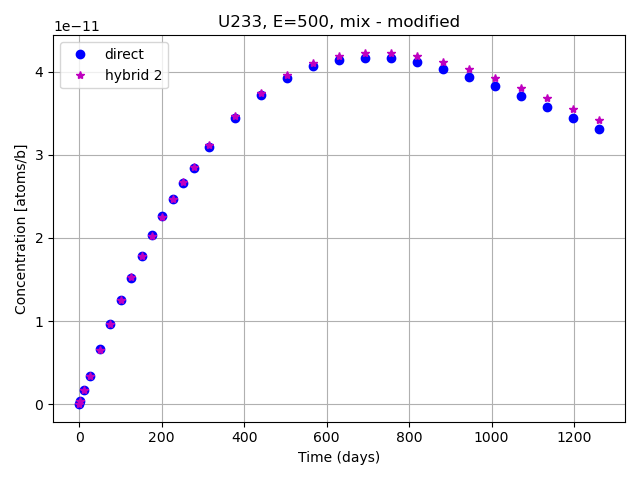 U233, E=500, mix - modified
1e−11
direct
hybrid 2
4
3
2
1
0
Concentration [atoms/b]
0 200 400 600 800 1000 1200
Time (days)